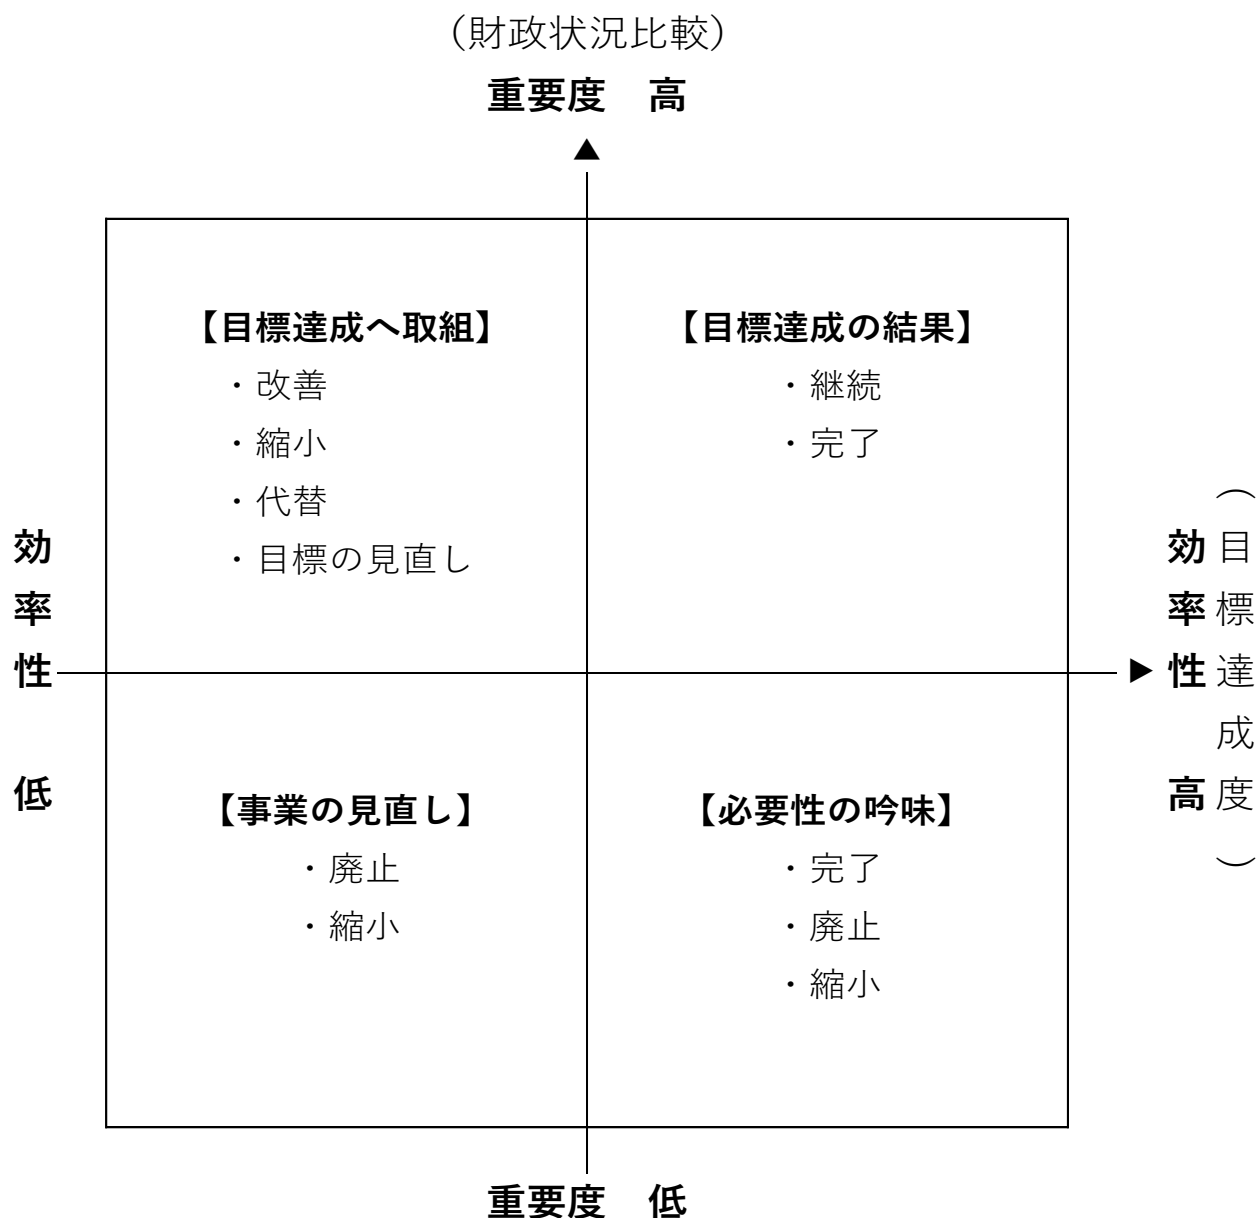 （財政状況比較）
重要度　高
【目標達成へ取組】
・改善
・縮小
・代替
・目標の見直し
【目標達成の結果】
・継続
・完了
効率性　低
効率性　高
（目標達成度）
【事業の見直し】
・廃止
・縮小
【必要性の吟味】
・完了
・廃止
・縮小
重要度　低